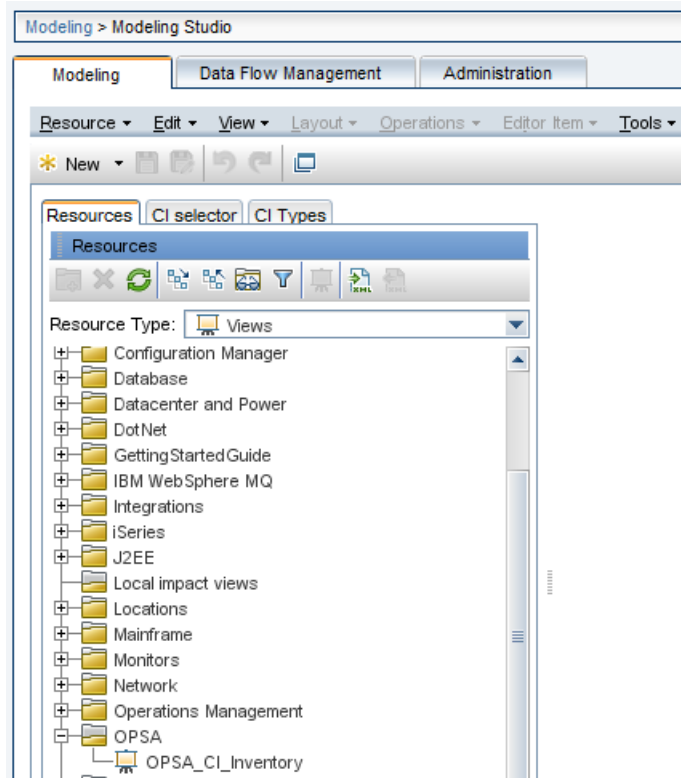 Modeling > Modeling Studio
Modeling Data Flow Management Administration
Resource Edit View Layout Operations Editor Item Tools
New
Resources CI selector CI Types
Resources
XML XML
Resource Type: Views
Configuration Manager
Database
Datacenter and Power
DotNet
GettingStartedGuide
IBM WebSphere MQ
Integrations
iSeries
J2EE
Local impact views
Locations
Mainframe
Monitors
Network
Operations Management
OPSA
OPSA_CI_Inventory